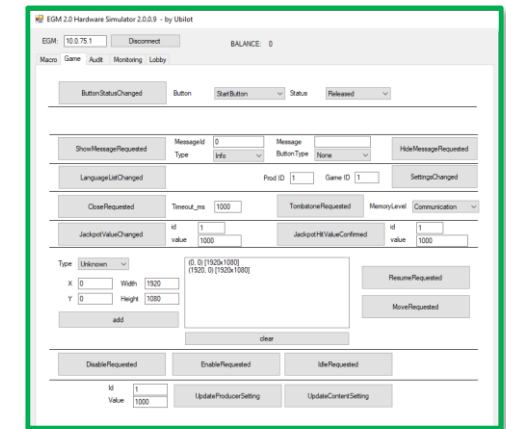 EGM 2.0 Hardware Simulator 2.0.0.9 - by Ubilot
EGM: 10.0.75.1 Disconnect BALANCE: 0
Macro Game Audit Monitoring Lobby
ButtonStatusChanged Button StartButton Status Released
ShowMessageRequested MessageId 0 Message HideMessageRequested
Type Info ButtonType None
LanguageListChanged Prod ID 1 Game ID 1 SettingsChanged
CloseRequested Timeout_ms 1000 TombstoneRequested MemoryLevel Communication
JackpotValueChanged id 1 JackpotHitValueConfirmed id 1
value 1000 value 1000
Type Unknown (0, 0) [1920x1080]
(1920, 0) [1920x1080]
X 0 Width 1920 ResumeRequested
Y 0 Height 1080 MoveRequested
add
clear
DisableRequested EnableRequested IdleRequested
Id 1 UpdateProducerSetting UpdateContentSetting
Value 1000